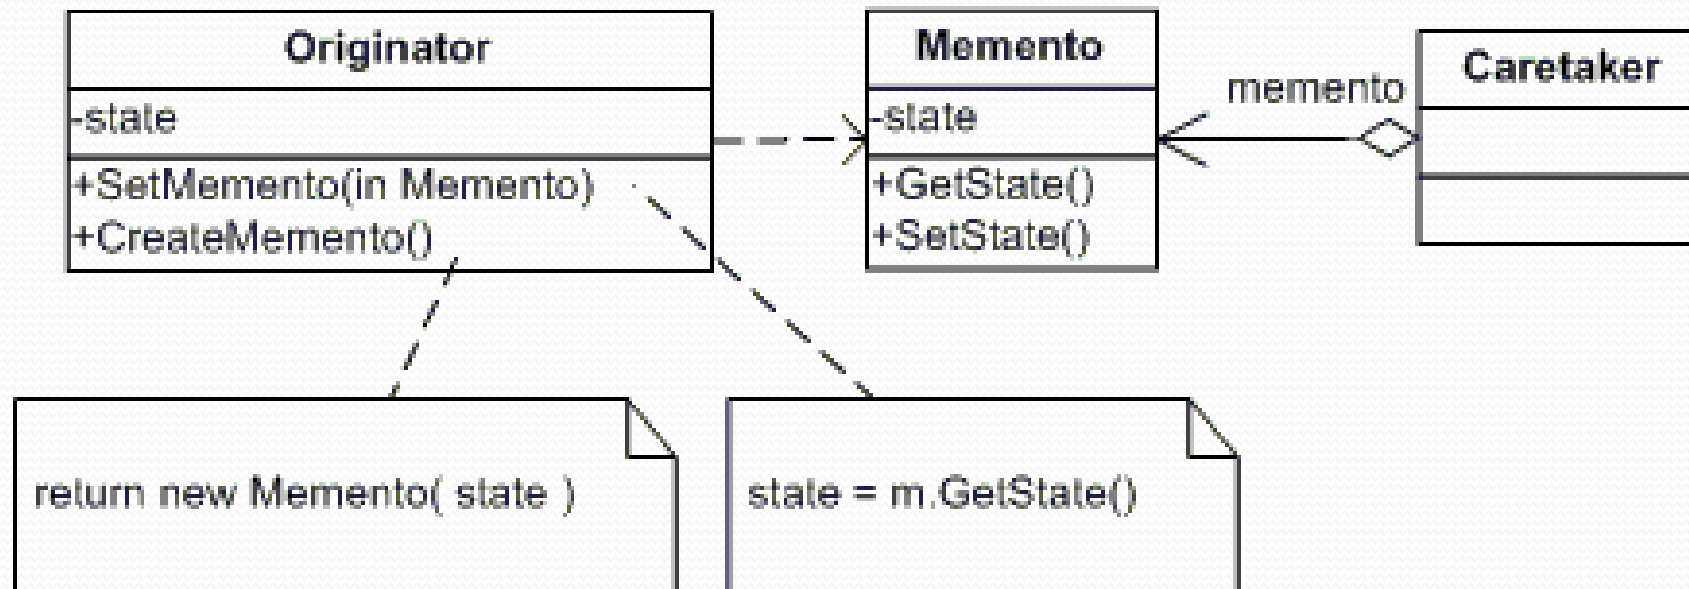 Originator
-state
+SetMemento(in Memento)
+CreateMemento()
Memento
-state
+GetState()
+SetState()
memento
Caretaker
return new Memento( state )
state = m.GetState()